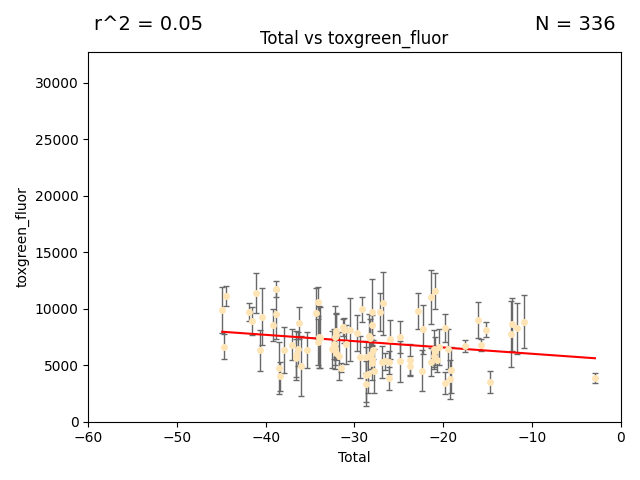 r^2 = 0.05
N = 336
Total vs toxgreen_fluor
30000
25000
20000
15000
10000
5000
0
toxgreen_fluor
−60
−50
−40
−30
−20
−10
0
Total